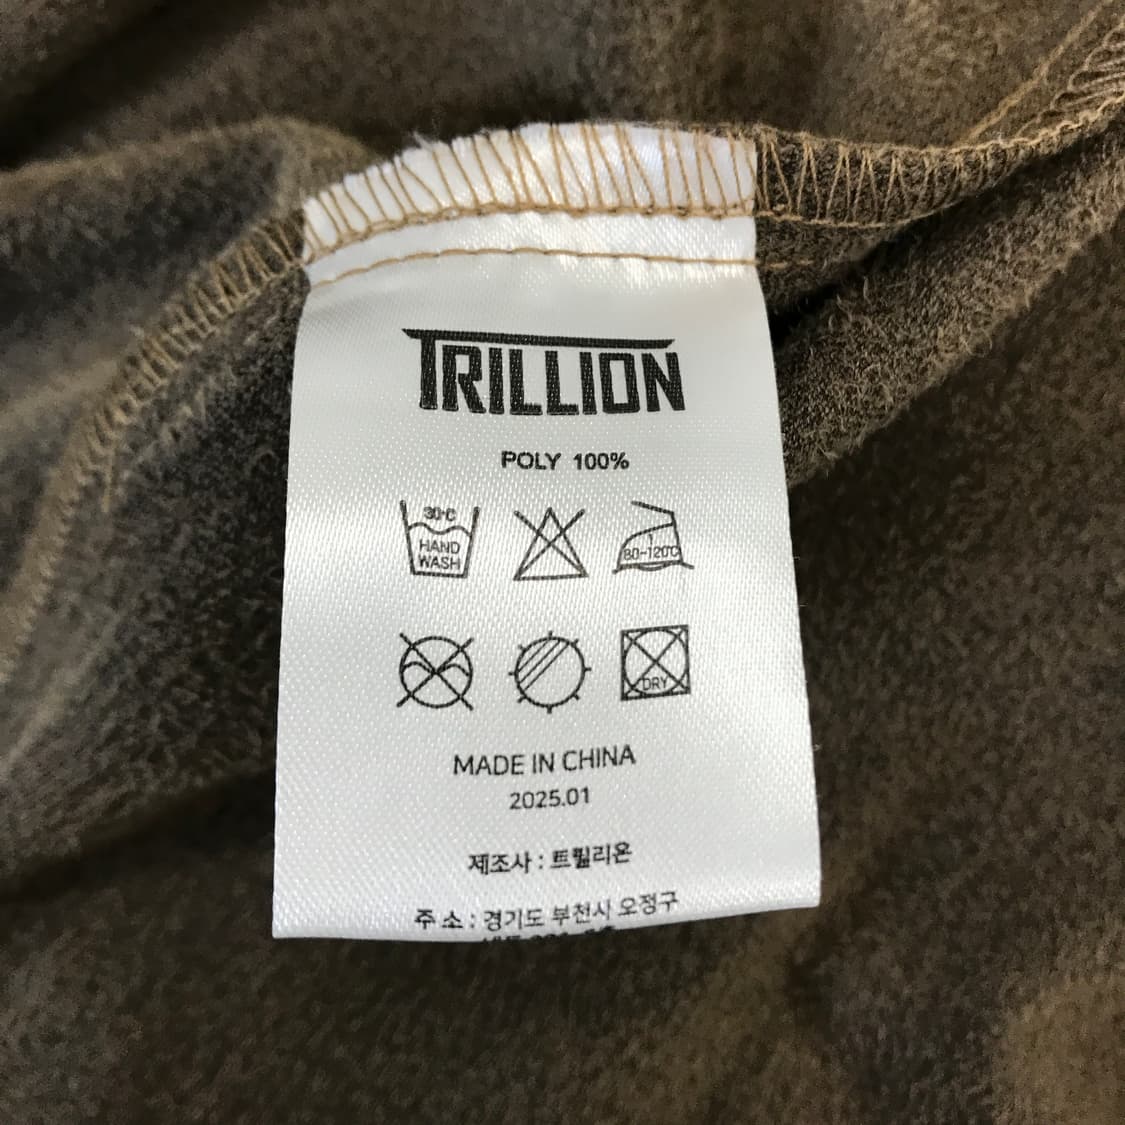 TRILLION
POLY 100%
30°C
HAND
WASH
80-120°C
DRY
MADE IN CHINA
2025.01
제조사 : 트릴리온
주 소 : 경기도 부천시 오정구